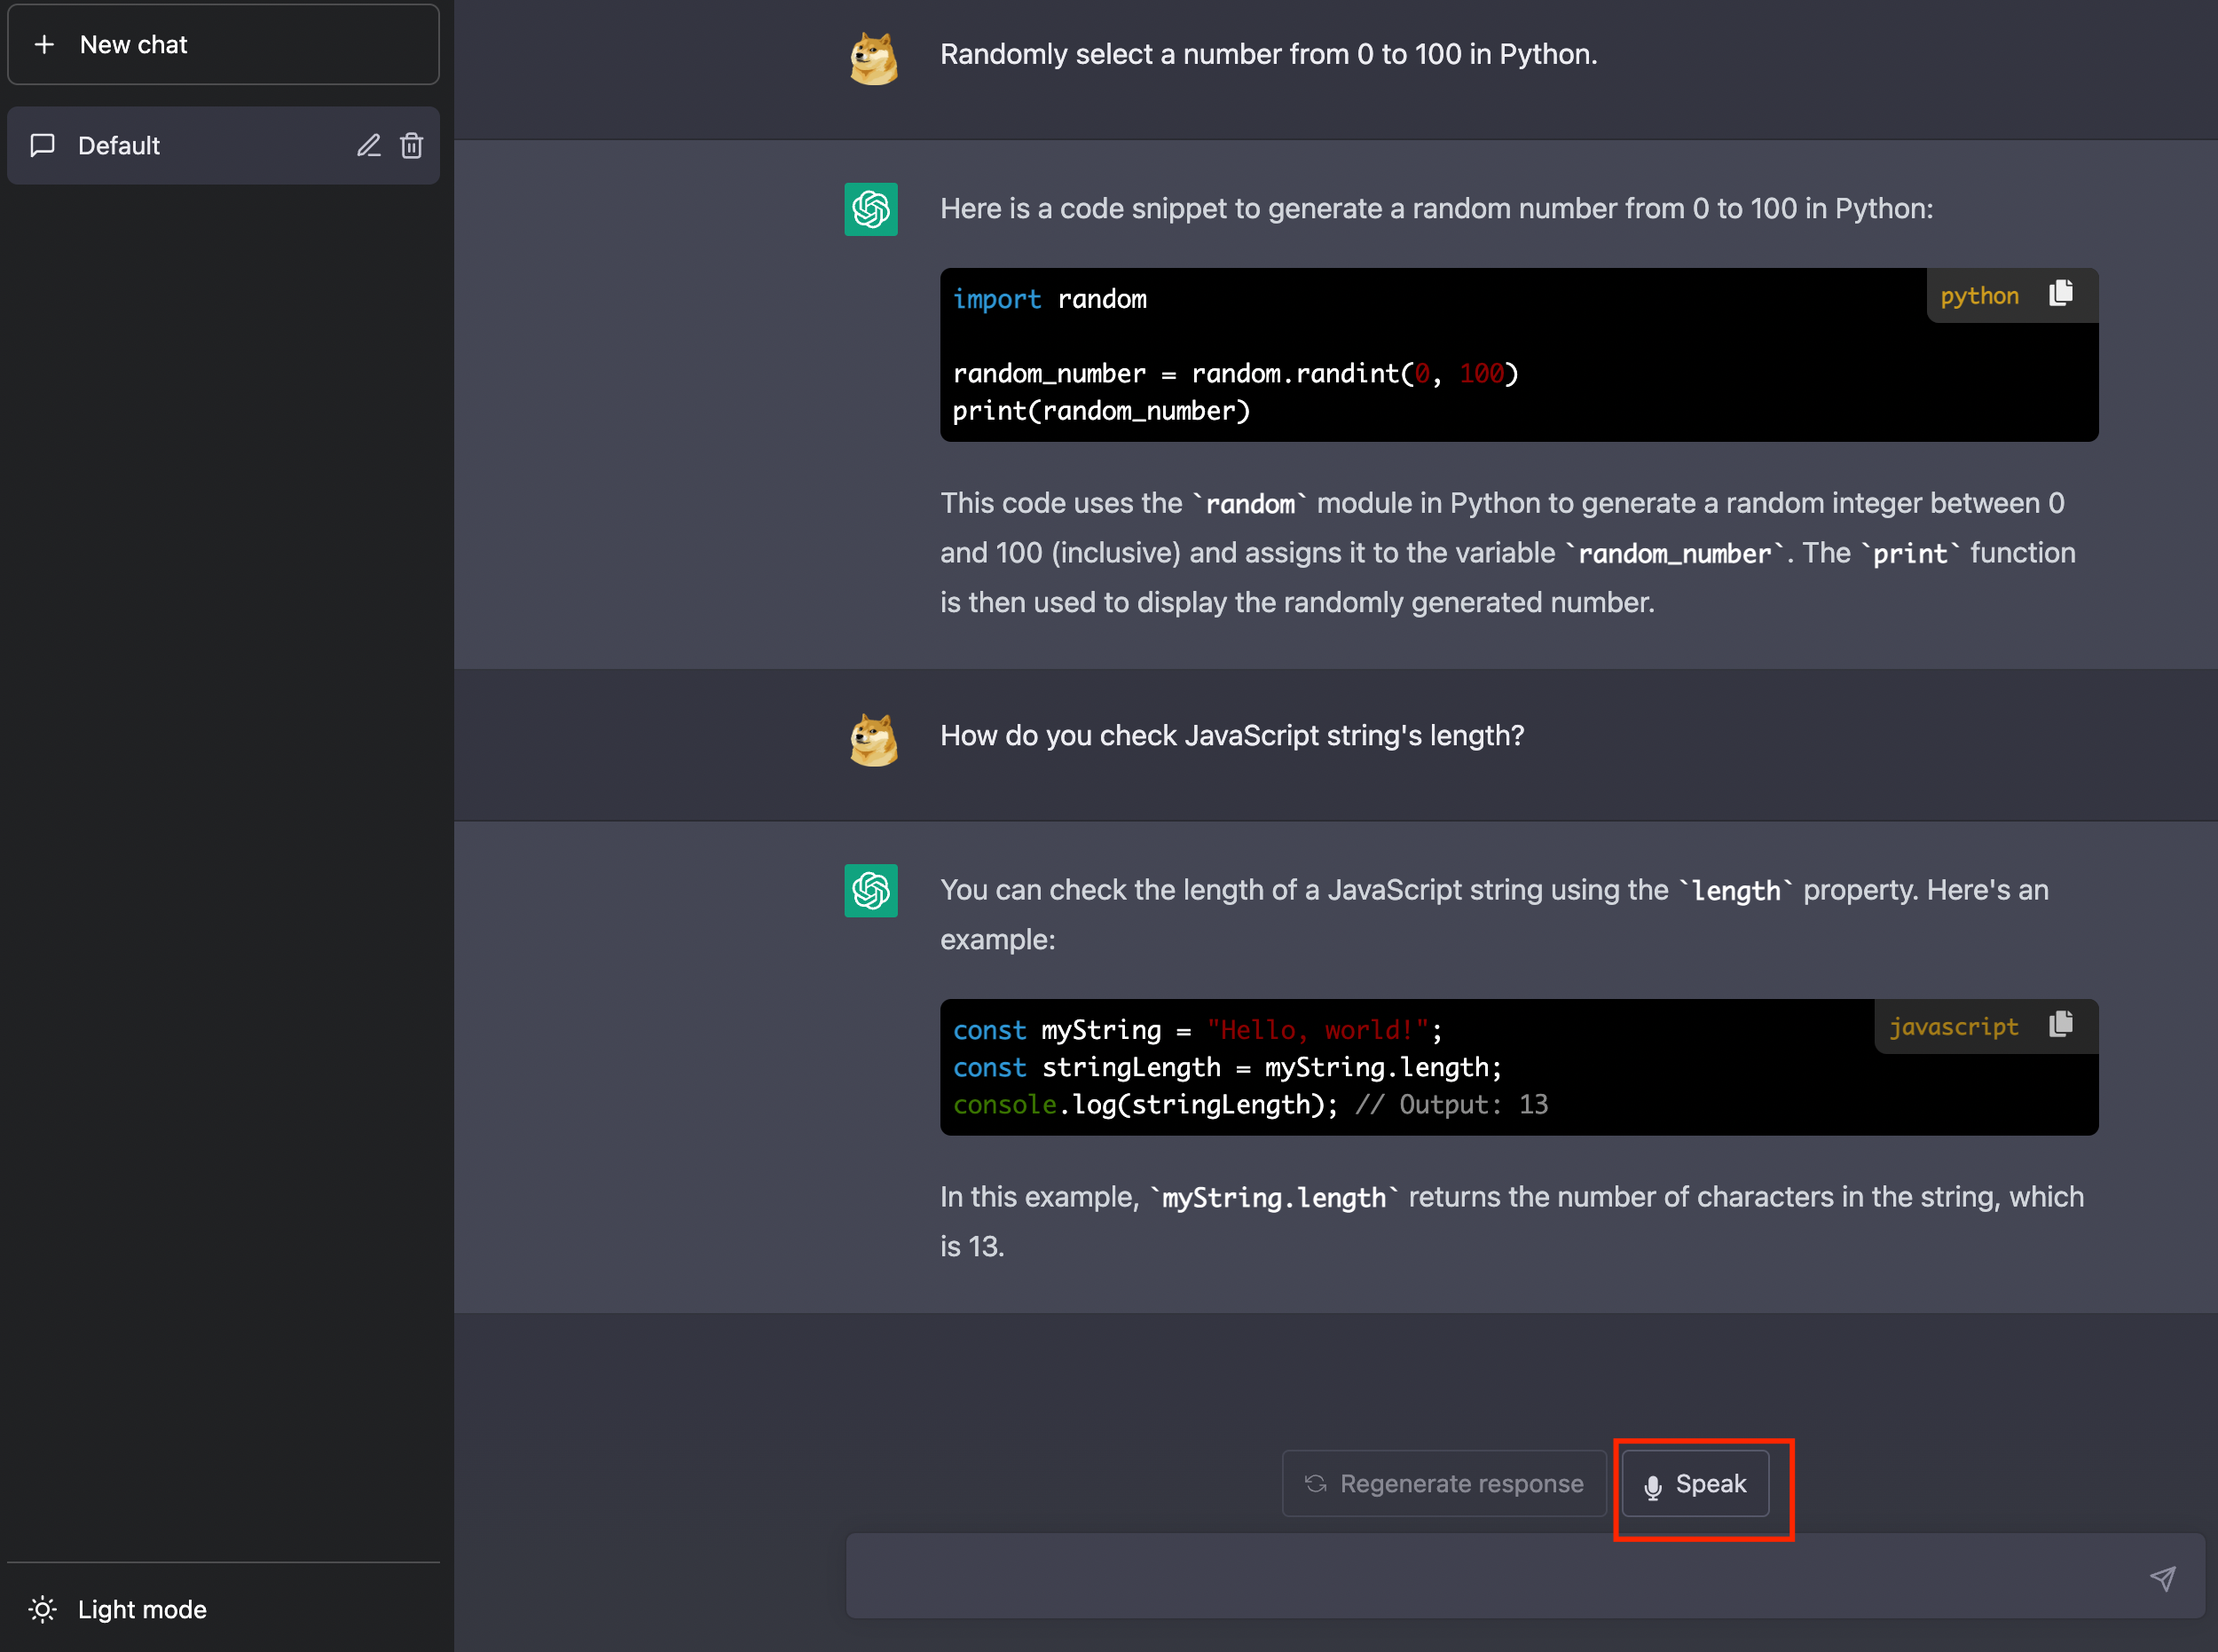 New chat
Default
Randomly select a number from 0 to 100 in Python.
Here is a code snippet to generate a random number from 0 to 100 in Python:
python
import random
random_number = random.randint(0, 100)
print(random_number)
This code uses the `random` module in Python to generate a random integer between 0
and 100 (inclusive) and assigns it to the variable `random_number`. The `print` function
is then used to display the randomly generated number.
How do you check JavaScript string's length?
You can check the length of a JavaScript string using the `length` property. Here's an
example:
javascript
const myString = "Hello, world!";
const stringLength = myString.length;
console.log(stringLength); // Output: 13
In this example, `myString.length` returns the number of characters in the string, which
is 13.
Regenerate response
Speak
Light mode